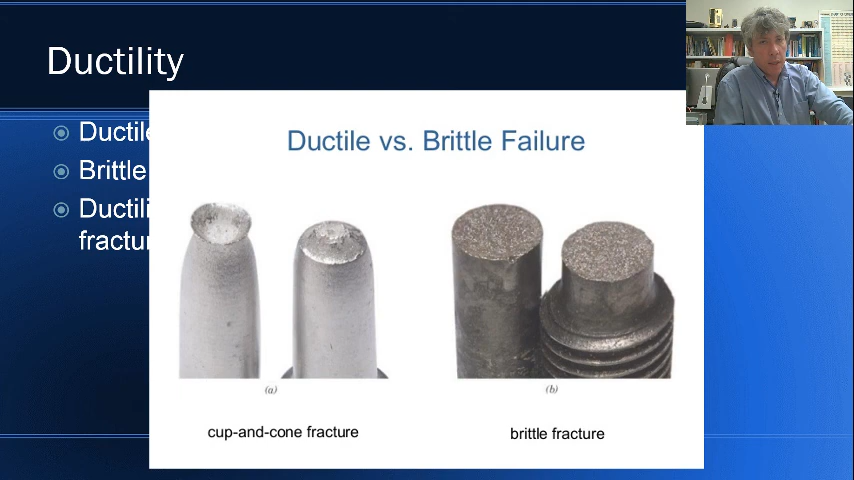 Ductility
Ductile
Brittle
Ductili
fractur
Ductile vs. Brittle Failure
(a)
(b)
cup-and-cone fracture
brittle fracture